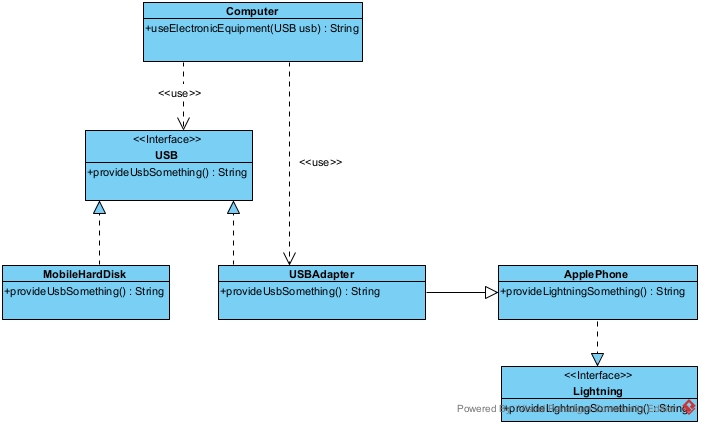 Computer
+useElectronicEquipment(USB usb) : String
<<use>>
<<Interface>>
USB
+provideUsbSomething() : String
<<use>>
MobileHardDisk
+provideUsbSomething() : String
USBAdapter
+provideUsbSomething() : String
ApplePhone
+provideLightningSomething() : String
<<Interface>>
Lightning
+provideLightningSomething() : String
Powered By